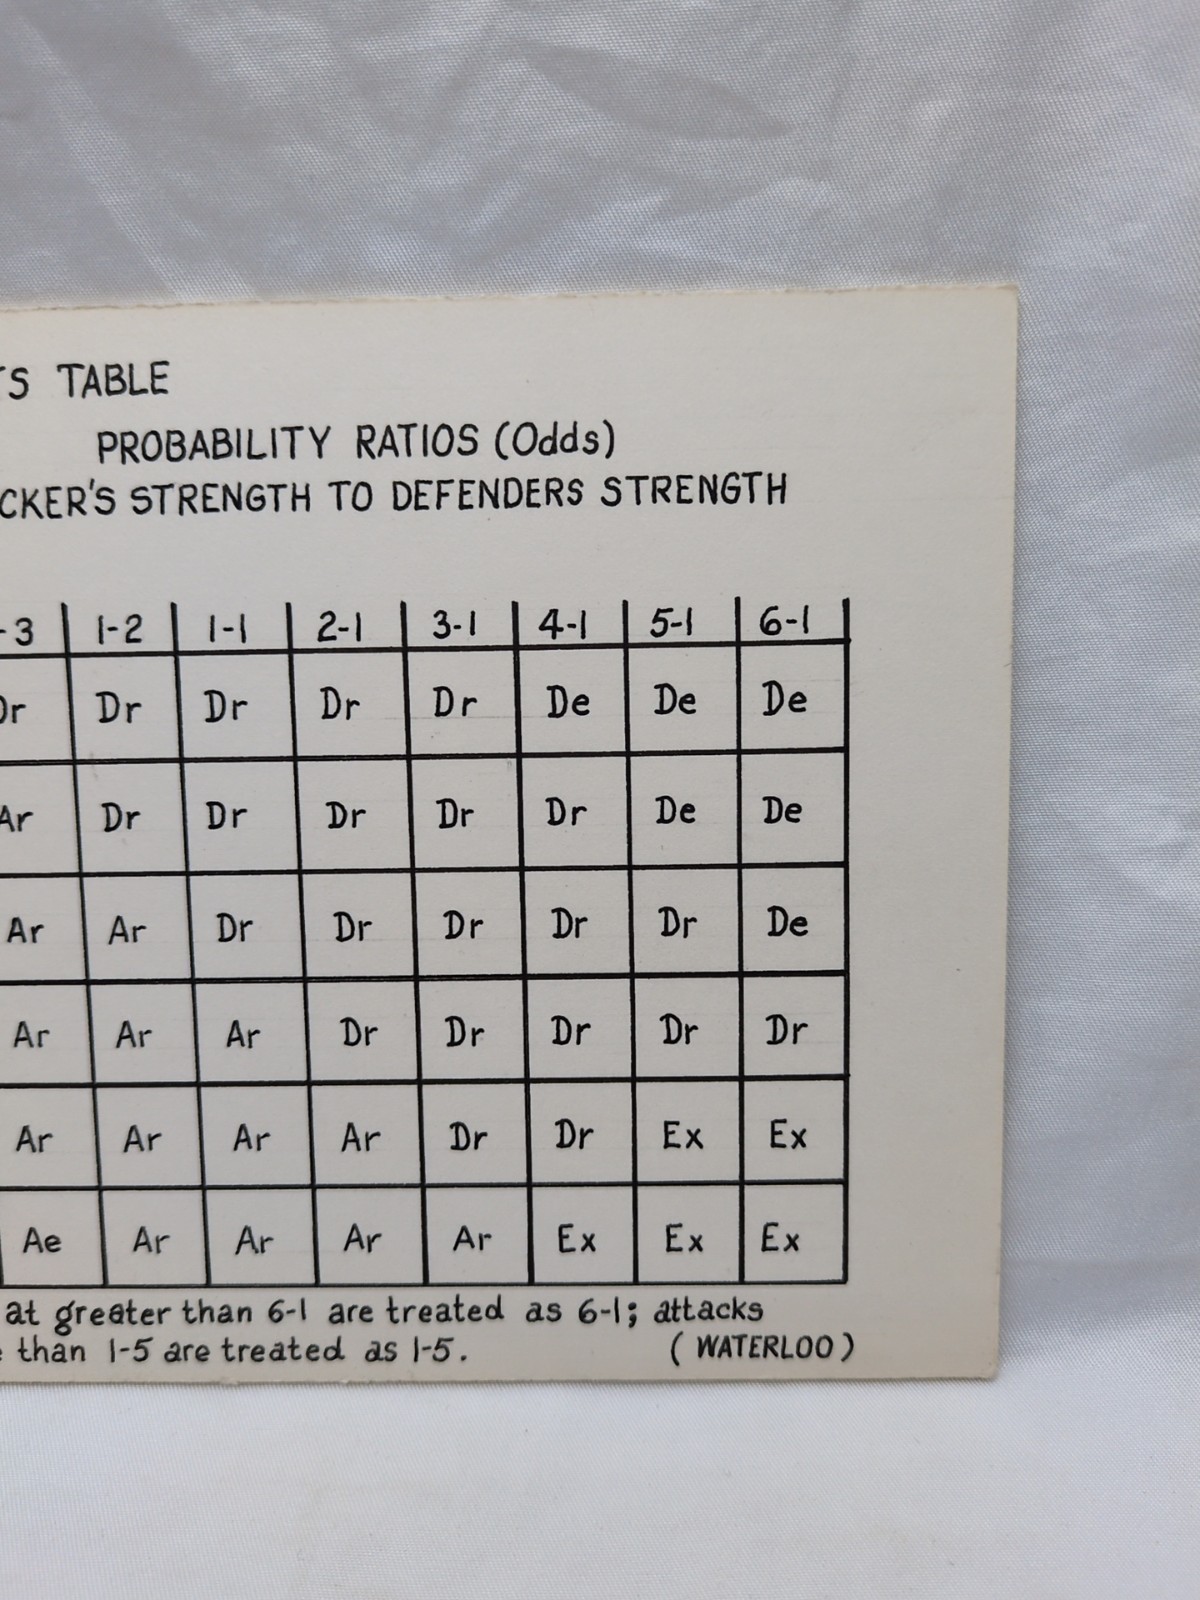 TS TABLE
PROBABILITY RATIOS (Odds)
CKER'S STRENGTH TO DEFENDERS STRENGTH
-3 1-2 1-1 2-1 3-1 4-1 5-1 6-1
Dr Dr Dr Dr Dr De De De
Ar Dr Dr Dr Dr Dr De De
Ar Ar Dr Dr Dr Dr Dr De
Ar Ar Ar Dr Dr Dr Dr Dr
Ar Ar Ar Ar Dr Dr Ex Ex
Ae Ar Ar Ar Ar Ex Ex Ex
at greater than 6-1 are treated as 6-1; attacks
than 1-5 are treated as 1-5. (WATERLOO)